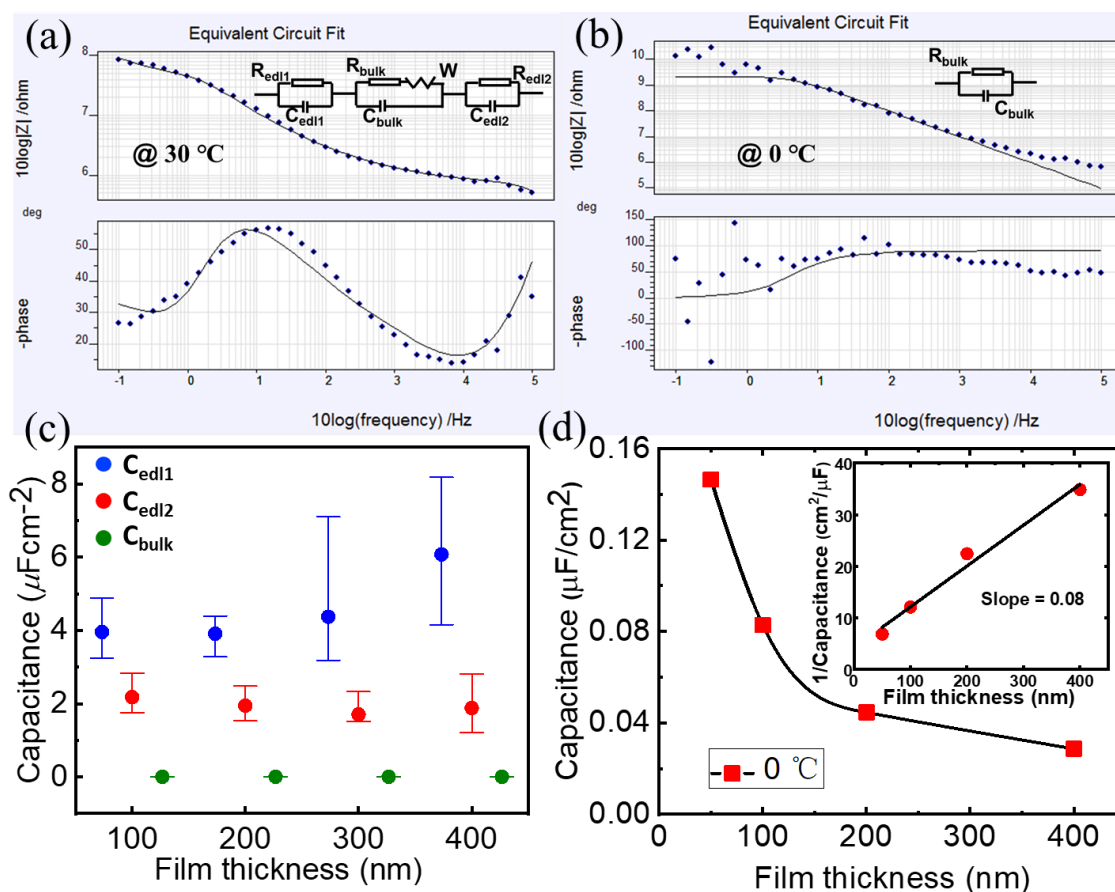 (a)
Equivalent Circuit Fit
8
7
6
10log|Z| /ohm
R_edl1
R_bulk
W
R_edl2
C_edl1
C_bulk
C_edl2
@ 30 °C
deg
50
40
30
20
-phase
-1
0
1
2
3
4
5
10log(frequency) /Hz
(b)
Equivalent Circuit Fit
10
9
8
7
6
5
10log|Z| /ohm
R_bulk
C_bulk
@ 0 °C
deg
150
100
50
0
-50
-100
-phase
-1
0
1
2
3
4
5
10log(frequency) /Hz
(c)
C_edl1
C_edl2
C_bulk
8
6
4
2
0
Capacitance (μFcm⁻²)
100
200
300
400
Film thickness (nm)
(d)
0.16
0.12
0.08
0.04
0.00
Capacitance (μF/cm2)
0
100
200
300
400
Film thickness (nm)
0 ℃
40
30
20
10
0
1/Capacitance (cm²/μF)
Slope = 0.08
0
100
200
300
400
Film thickness (nm)